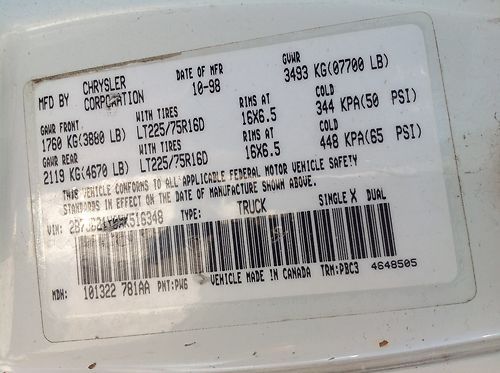 MFD BY CHRYSLER CORPORATION DATE OF MFR 10-98 GVWR 3493 KG(07700 LB)
GAWR FRONT WITH TIRES RIMS AT COLD
1760 KG(3880 LB) LT225/75R16D 16X6.5 344 KPA(50 PSI)
GAWR REAR WITH TIRES RIMS AT COLD
2119 KG(4670 LB) LT225/75R16D 16X6.5 448 KPA(65 PSI)
THIS VEHICLE CONFORMS TO ALL APPLICABLE FEDERAL MOTOR VEHICLE SAFETY
STANDARDS IN EFFECT ON THE DATE OF MANUFACTURE SHOWN ABOVE.
VIN: TYPE: TRUCK SINGLE X DUAL
MDH: 101322 781AA PNT:PW6 VEHICLE MADE IN CANADA TRM:PBC3 4648505